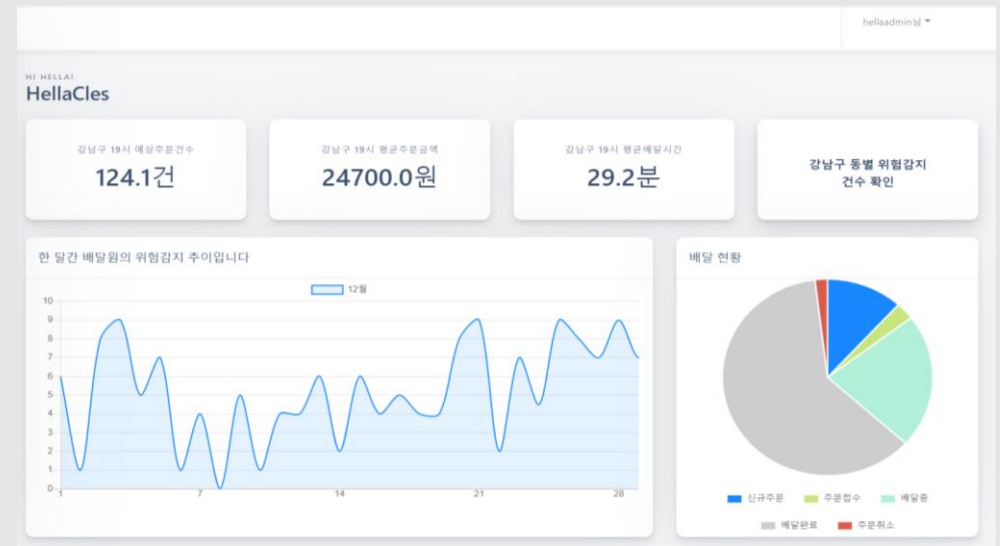 hellaadmin님
HI HELLA!
HellaCles
강남구 19시 예상주문건수
124.1건
강남구 19시 평균주문금액
24700.0원
강남구 19시 평균배달시간
29.2분
강남구 동별 위험감지
건수 확인
한 달간 배달원의 위험감지 추이입니다
12월
10
9
8
7
6
5
4
3
2
1
0
1 7 14 21 28
배달 현황
신규주문 주문접수 배달중
배달완료 주문취소